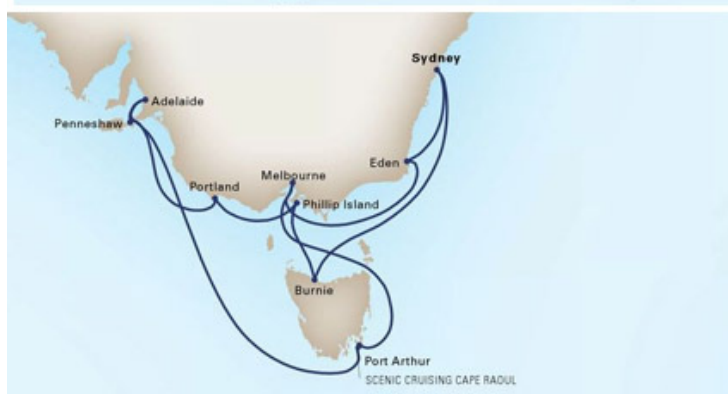 Sydney
Adelaide
Penneshaw
Eden
Melbourne
Portland
Phillip Island
Burnie
Port Arthur
SCENIC CRUISING CAPE RAOUL